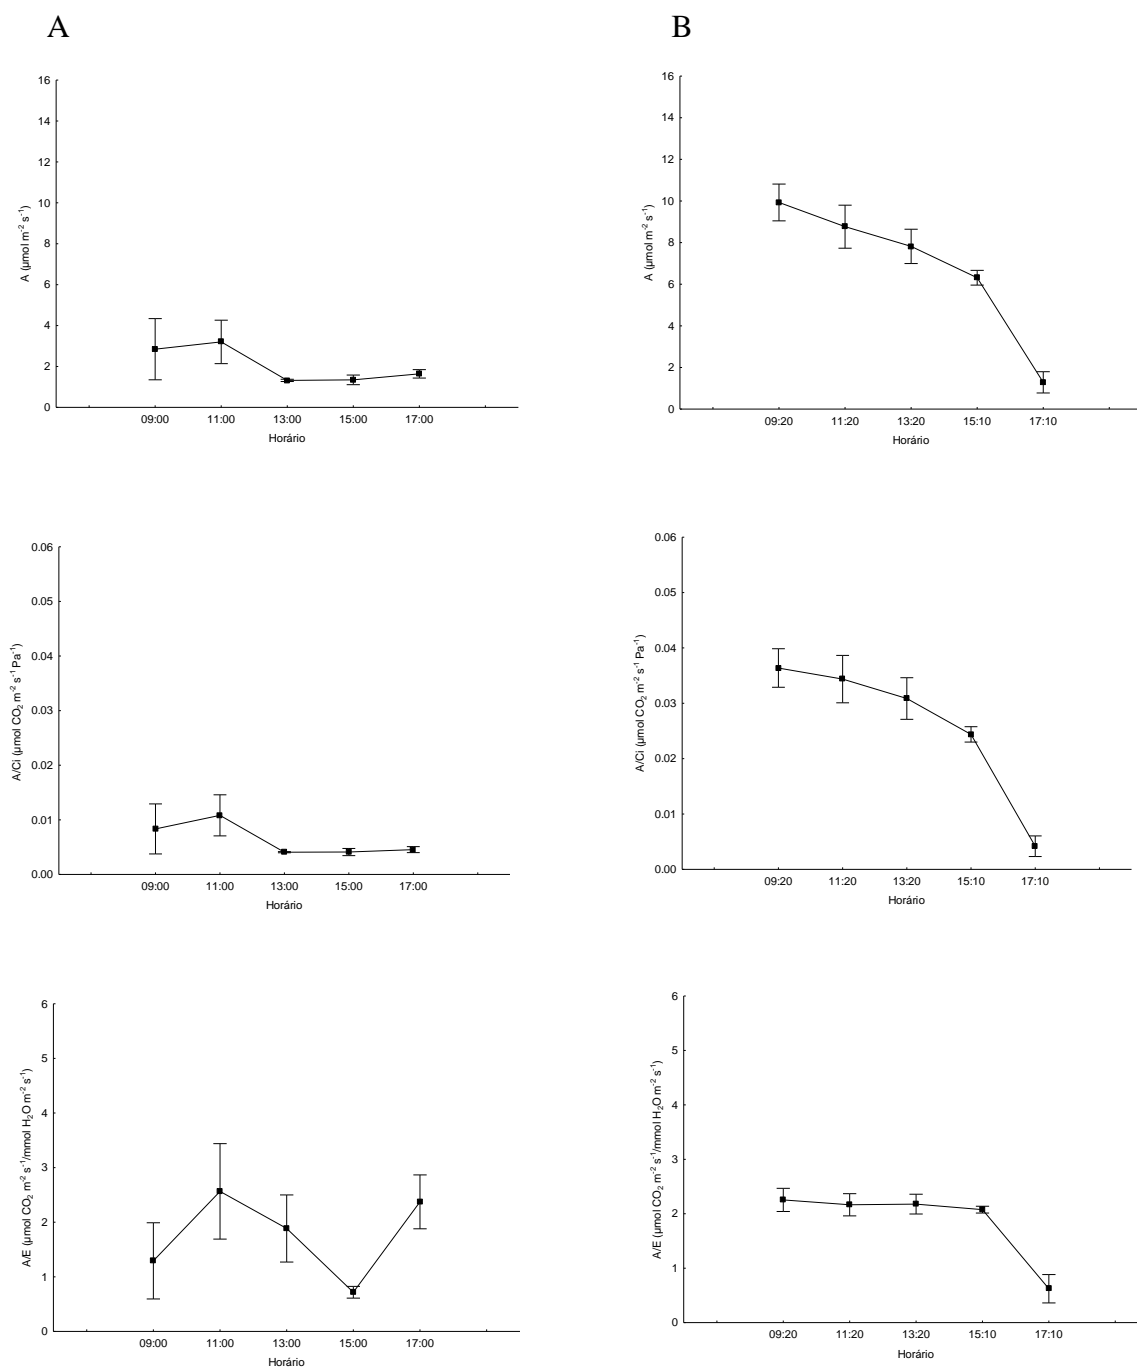 A
B
16
14
12
10
8
6
4
2
0
A (µmol m⁻² s⁻¹)
09:00 11:00 13:00 15:00 17:00
Horário
16
14
12
10
8
6
4
2
0
A (µmol m⁻² s⁻¹)
09:20 11:20 13:20 15:10 17:10
Horário
0.06
0.05
0.04
0.03
0.02
0.01
0.00
A/Ci (µmol CO₂ m⁻² s⁻¹ Pa⁻¹)
09:00 11:00 13:00 15:00 17:00
Horário
0.06
0.05
0.04
0.03
0.02
0.01
0.00
A/Ci (µmol CO₂ m⁻² s⁻¹ Pa⁻¹)
09:20 11:20 13:20 15:10 17:10
Horário
6
5
4
3
2
1
0
A/E (µmol CO₂ m⁻² s⁻¹/mmol H₂O m⁻² s⁻¹)
09:00 11:00 13:00 15:00 17:00
Horário
6
5
4
3
2
1
0
A/E (µmol CO₂ m⁻² s⁻¹/mmol H₂O m⁻² s⁻¹)
09:20 11:20 13:20 15:10 17:10
Horário